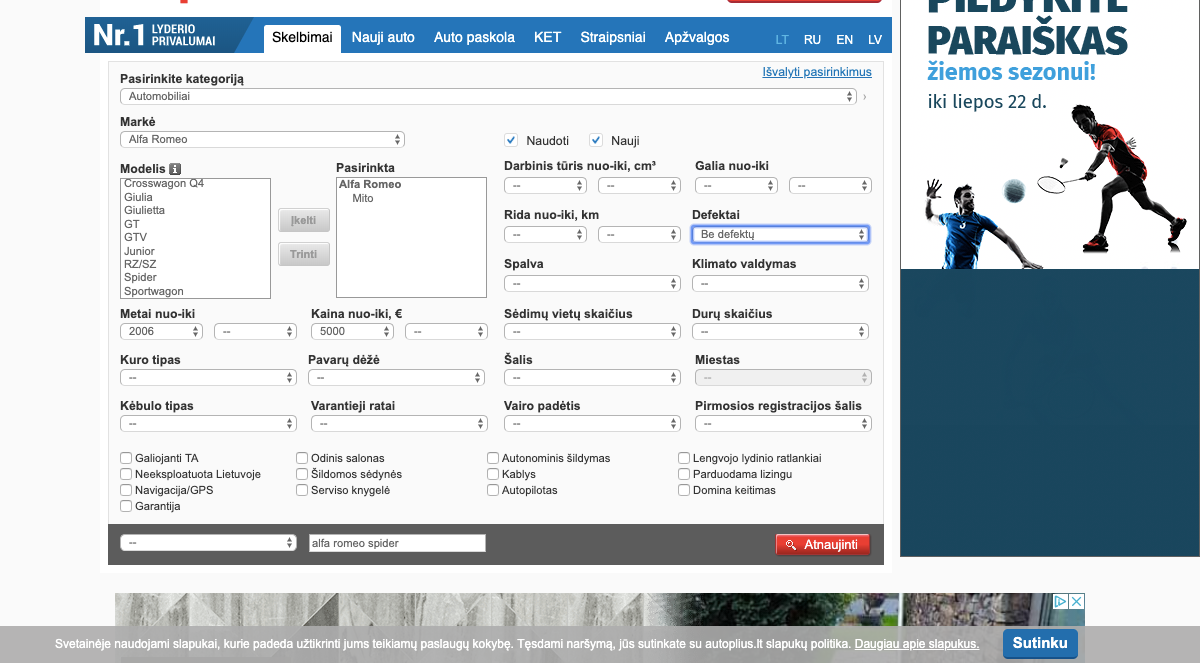 PIEDYKITE
PARAIŠKAS
žiemos sezonui!
iki liepos 22 d.
Nr.1 LYDERIO
PRIVALUMAI
Skelbimai Nauji auto Auto paskola KET Straipsniai Apžvalgos LT RU EN LV
Išvalyti pasirinkimus
Pasirinkite kategoriją
Automobiliai
Markė
Alfa Romeo
Naudoti Nauji
Modelis i
Crosswagon Q4
Giulia
Giulietta
GT
GTV
Junior
RZ/SZ
Spider
Sportwagon
Įkelti
Trinti
Pasirinkta
Alfa Romeo
Mito
Darbinis tūris nuo-iki, cm³ Galia nuo-iki
-- -- -- --
Rida nuo-iki, km Defektai
-- -- Be defektų
Spalva Klimato valdymas
-- --
Metai nuo-iki Kaina nuo-iki, € Sėdimų vietų skaičius Durų skaičius
2006 -- 5000 -- -- --
Kuro tipas Pavarų dėžė Šalis Miestas
-- -- -- --
Kėbulo tipas Varantieji ratai Vairo padėtis Pirmosios registracijos šalis
-- -- -- --
Galiojanti TA Odinis salonas Autonominis šildymas Lengvojo lydinio ratlankiai
Neeksploatuota Lietuvoje Šildomos sėdynės Kablys Parduodama lizingu
Navigacija/GPS Serviso knygelė Autopilotas Domina keitimas
Garantija
-- alfa romeo spider Atnaujinti
Svetainėje naudojami slapukai, kurie padeda užtikrinti jums teikiamų paslaugų kokybę. Tęsdami naršymą, jūs sutinkate su autoplius.lt slapukų politika. Daugiau apie slapukus. Sutinku